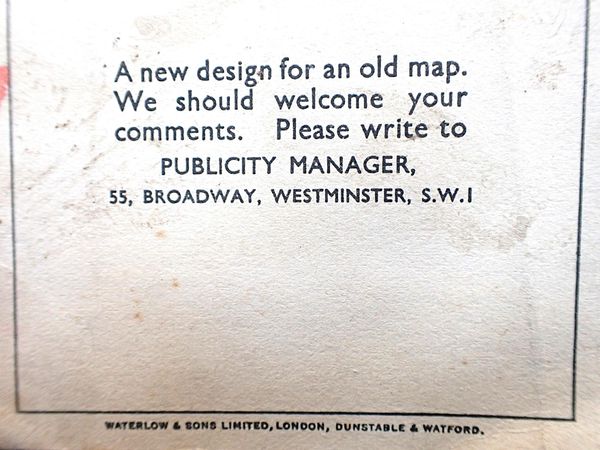 A new design for an old map.
We should welcome your
comments. Please write to
PUBLICITY MANAGER,
55, BROADWAY, WESTMINSTER, S.W.1
WATERLOW & SONS LIMITED, LONDON, DUNSTABLE & WATFORD.